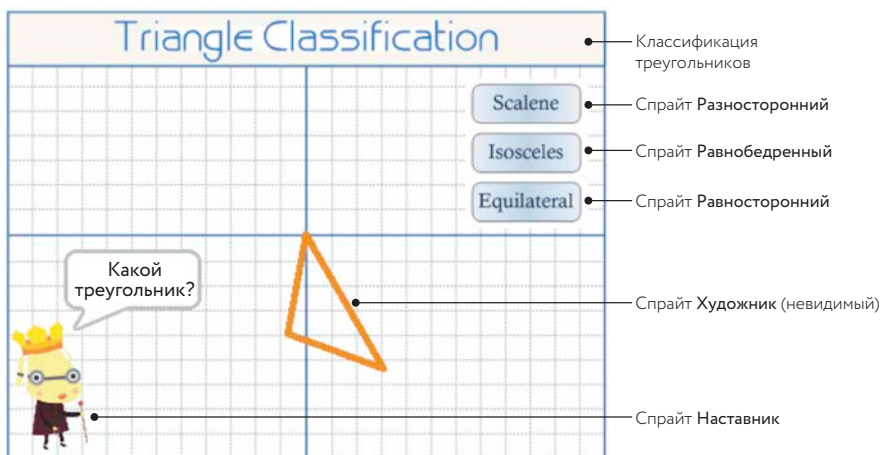 Triangle Classification
Классификация
треугольников
Scalene
Спрайт Разносторонний
Isosceles
Спрайт Равнобедренный
Equilateral
Спрайт Равносторонний
Какой
треугольник?
Спрайт Художник (невидимый)
Спрайт Наставник